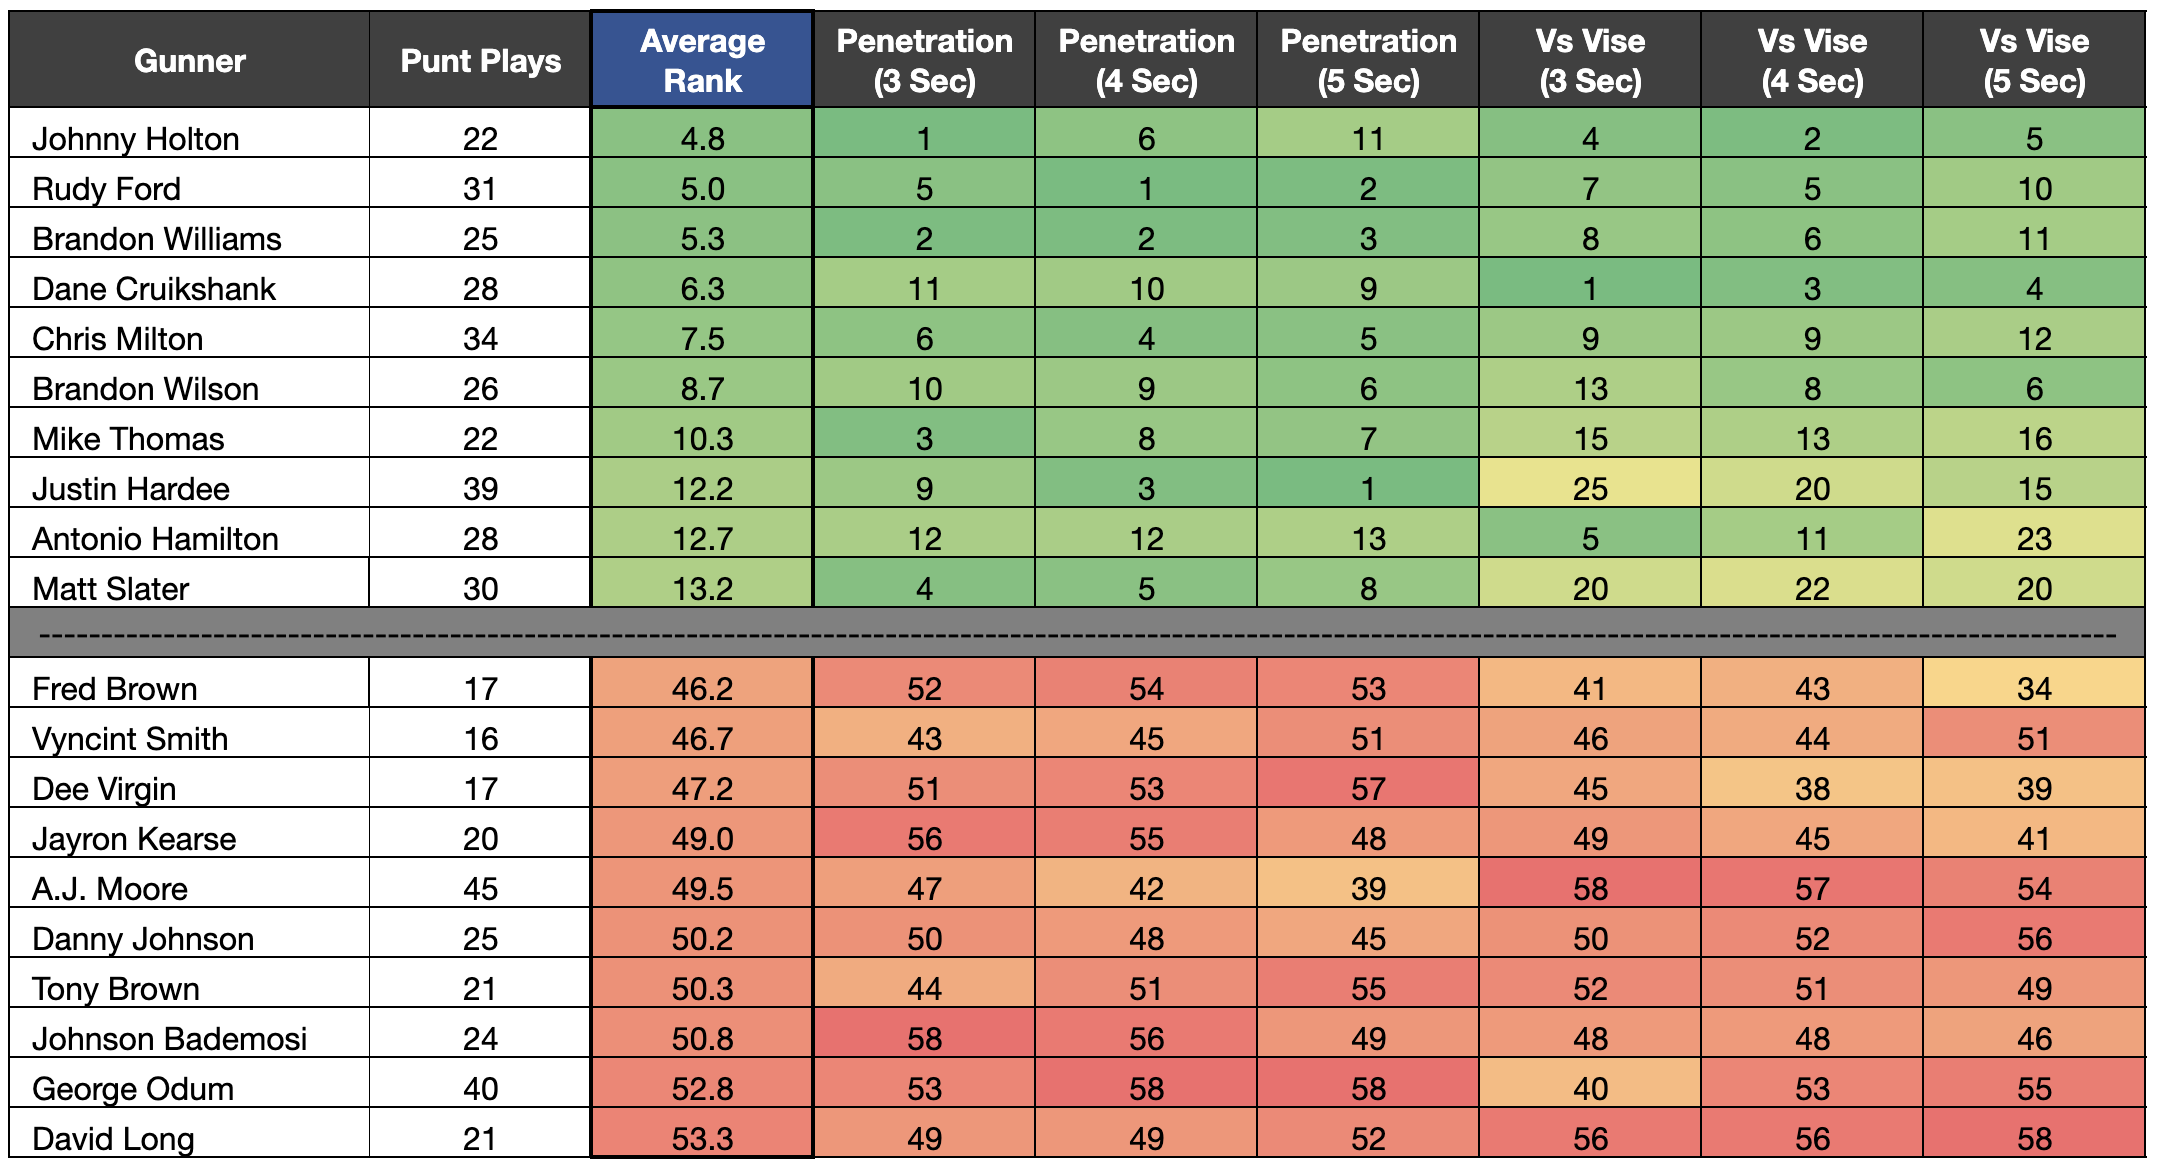 Gunner Punt Plays Average Rank Penetration (3 Sec) Penetration (4 Sec) Penetration (5 Sec) Vs Vise (3 Sec) Vs Vise (4 Sec) Vs Vise (5 Sec)
Johnny Holton 22 4.8 1 6 11 4 2 5
Rudy Ford 31 5.0 5 1 2 7 5 10
Brandon Williams 25 5.3 2 2 3 8 6 11
Dane Cruikshank 28 6.3 11 10 9 1 3 4
Chris Milton 34 7.5 6 4 5 9 9 12
Brandon Wilson 26 8.7 10 9 6 13 8 6
Mike Thomas 22 10.3 3 8 7 15 13 16
Justin Hardee 39 12.2 9 3 1 25 20 15
Antonio Hamilton 28 12.7 12 12 13 5 11 23
Matt Slater 30 13.2 4 5 8 20 22 20
Fred Brown 17 46.2 52 54 53 41 43 34
Vyncint Smith 16 46.7 43 45 51 46 44 51
Dee Virgin 17 47.2 51 53 57 45 38 39
Jayron Kearse 20 49.0 56 55 48 49 45 41
A.J. Moore 45 49.5 47 42 39 58 57 54
Danny Johnson 25 50.2 50 48 45 50 52 56
Tony Brown 21 50.3 44 51 55 52 51 49
Johnson Bademosi 24 50.8 58 56 49 48 48 46
George Odum 40 52.8 53 58 58 40 53 55
David Long 21 53.3 49 49 52 56 56 58